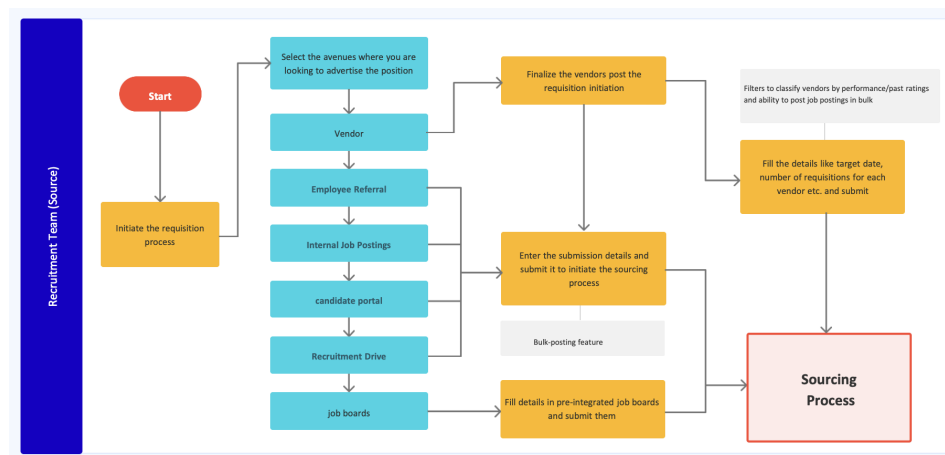 Recruitment Team (Source)
Start
Initiate the requisition
process
Select the avenues where you are
looking to advertise the position
Vendor
Employee Referral
Internal Job Postings
candidate portal
Recruitment Drive
job boards
Finalize the vendors post the
requisition initiation
Enter the submission details and
submit it to initiate the sourcing
process
Bulk-posting feature
Fill details in pre-integrated job boards
and submit them
Filters to classify vendors by performance/past ratings
and ability to post job postings in bulk
Fill the details like target date,
number of requisitions for each
vendor etc. and submit
Sourcing
Process